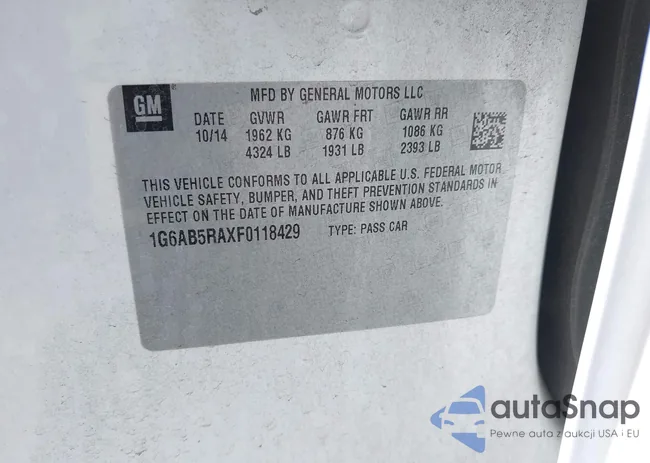 GM
MFD BY GENERAL MOTORS LLC
DATE GVWR GAWR FRT GAWR RR
10/14 1962 KG 876 KG 1086 KG
4324 LB 1931 LB 2393 LB
THIS VEHICLE CONFORMS TO ALL APPLICABLE U.S. FEDERAL MOTOR
VEHICLE SAFETY, BUMPER, AND THEFT PREVENTION STANDARDS IN
EFFECT ON THE DATE OF MANUFACTURE SHOWN ABOVE.
1G6AB5RAXF0118429 TYPE: PASS CAR
autoSnap
Pewne auta z aukcji USA i EU